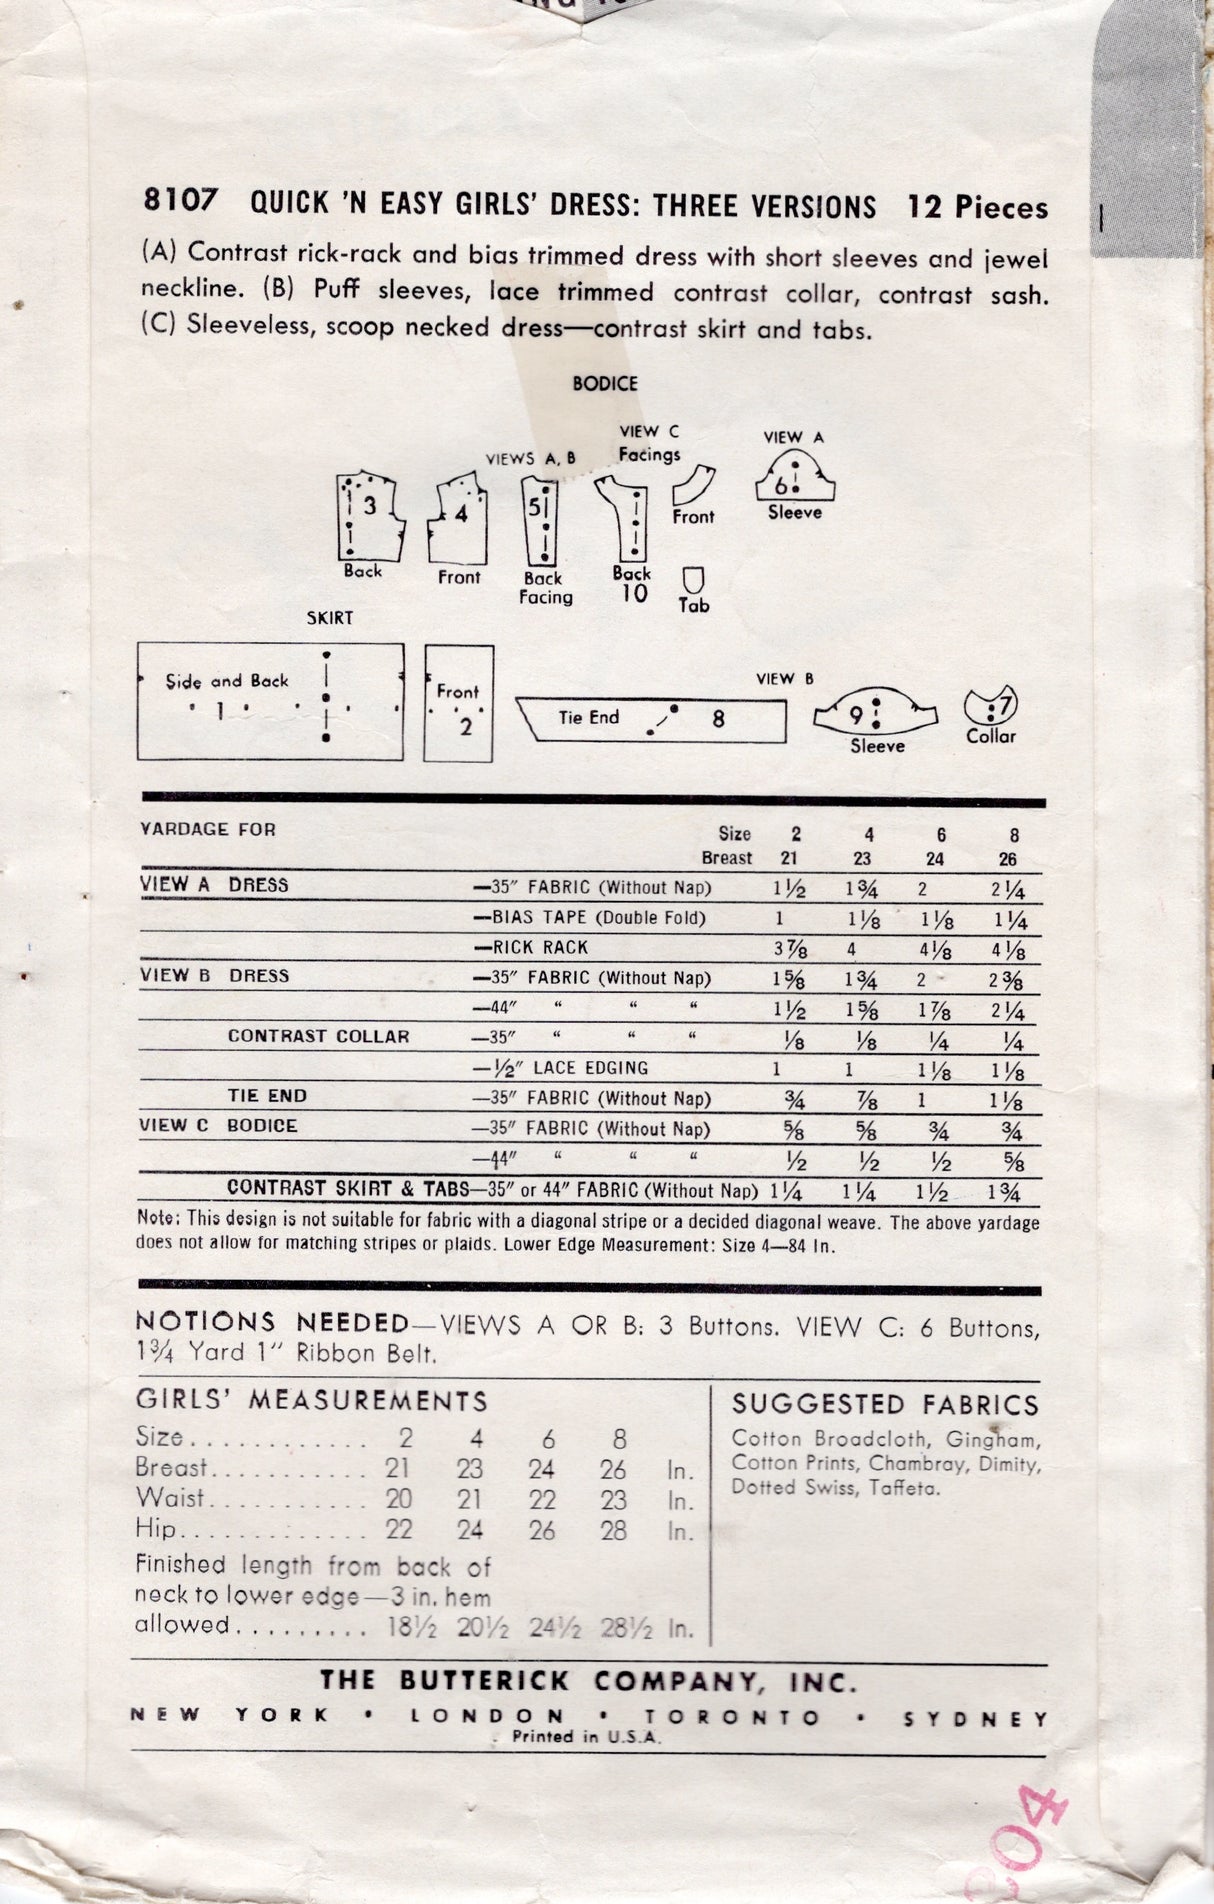 8107 QUICK 'N EASY GIRLS' DRESS: THREE VERSIONS 12 Pieces
(A) Contrast rick-rack and bias trimmed dress with short sleeves and jewel
neckline. (B) Puff sleeves, lace trimmed contrast collar, contrast sash.
(C) Sleeveless, scoop necked dress—contrast skirt and tabs.
BODICE
VIEW C
Facings
VIEW A
VIEWS A, B
3
4
5
6
Back
Front
Back
Facing
Back
10
Front
Tab
Sleeve
SKIRT
Side and Back
1
Front
2
VIEW B
Tie End 8
9
Sleeve
7
Collar
YARDAGE FOR Size 2 4 6 8
Breast 21 23 24 26
VIEW A DRESS —35" FABRIC (Without Nap) 1½ 1¾ 2 2¼
—BIAS TAPE (Double Fold) 1 1⅛ 1⅛ 1¼
—RICK RACK 3⅞ 4 4⅛ 4⅛
VIEW B DRESS —35" FABRIC (Without Nap) 1⅝ 1¾ 2 2⅜
—44" " " " 1½ 1⅝ 1⅞ 2¼
CONTRAST COLLAR —35" " " " ⅛ ⅛ ¼ ¼
—½" LACE EDGING 1 1 1⅛ 1⅛
TIE END —35" FABRIC (Without Nap) ¾ ⅞ 1 1⅛
VIEW C BODICE —35" FABRIC (Without Nap) ⅝ ⅝ ¾ ¾
—44" " " " ½ ½ ½ ⅝
CONTRAST SKIRT & TABS—35" or 44" FABRIC (Without Nap) 1¼ 1¼ 1½ 1¾
Note: This design is not suitable for fabric with a diagonal stripe or a decided diagonal weave. The above yardage
does not allow for matching stripes or plaids. Lower Edge Measurement: Size 4—84 In.
NOTIONS NEEDED—VIEWS A OR B: 3 Buttons. VIEW C: 6 Buttons,
1¾ Yard 1" Ribbon Belt.
GIRLS' MEASUREMENTS
Size............ 2 4 6 8
Breast........... 21 23 24 26 In.
Waist........... 20 21 22 23 In.
Hip............. 22 24 26 28 In.
Finished length from back of
neck to lower edge—3 in. hem
allowed......... 18½ 20½ 24½ 28½ In.
SUGGESTED FABRICS
Cotton Broadcloth, Gingham,
Cotton Prints, Chambray, Dimity,
Dotted Swiss, Taffeta.
THE BUTTERICK COMPANY, INC.
NEW YORK • LONDON • TORONTO • SYDNEY
Printed in U.S.A.